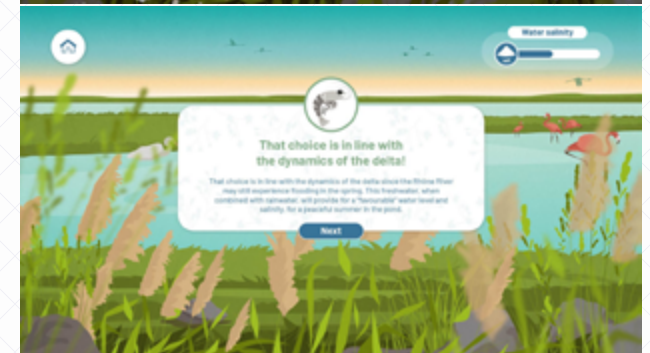 Water salinity
That choice is in line with
the dynamics of the delta!
That choice is in line with the dynamics of the delta since the Rhône River
may still experience flooding in the spring. This freshwater, when
combined with rainwater, will provide for a "favourable" water level and
salinity, for a peaceful summer in the pond.
Next